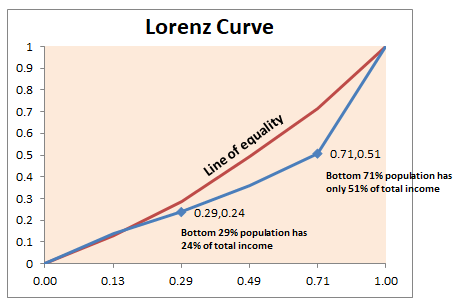 Lorenz Curve
1
0.9
0.8
0.7
0.6
0.5
0.4
0.3
0.2
0.1
0
Line of equality
0.71,0.51
Bottom 71% population has
only 51% of total income
0.29,0.24
Bottom 29% population has
24% of total income
0.00 0.13 0.29 0.49 0.71 1.00